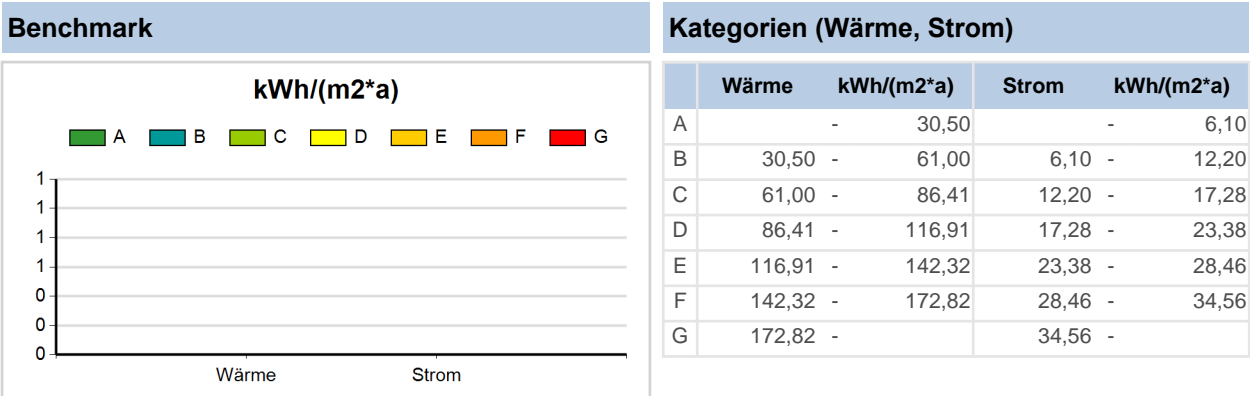 Benchmark
kWh/(m2*a)
A B C D E F G
1
1
1
1
0
0
0
Wärme Strom
Kategorien (Wärme, Strom)
Wärme kWh/(m2*a) Strom kWh/(m2*a)
A - 30,50 - 6,10
B 30,50 - 61,00 6,10 - 12,20
C 61,00 - 86,41 12,20 - 17,28
D 86,41 - 116,91 17,28 - 23,38
E 116,91 - 142,32 23,38 - 28,46
F 142,32 - 172,82 28,46 - 34,56
G 172,82 - 34,56 -